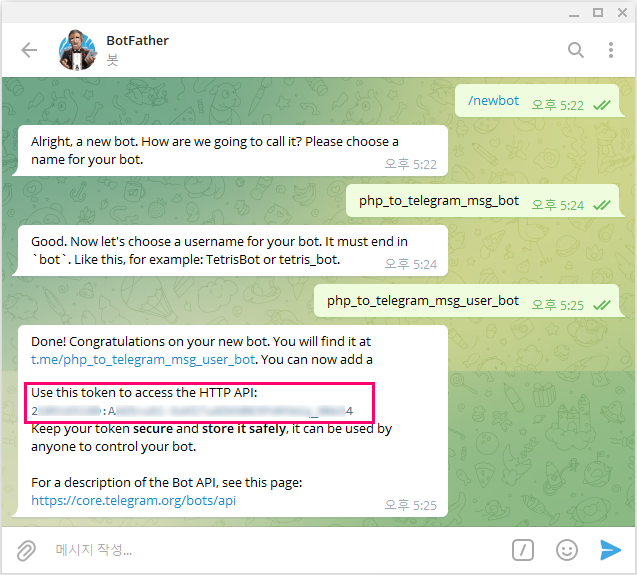 BotFather
봇
/newbot 오후 5:22
Alright, a new bot. How are we going to call it? Please choose a
name for your bot.
오후 5:22
php_to_telegram_msg_bot 오후 5:24
Good. Now let's choose a username for your bot. It must end in
`bot`. Like this, for example: TetrisBot or tetris_bot.
오후 5:24
php_to_telegram_msg_user_bot 오후 5:25
Done! Congratulations on your new bot. You will find it at
t.me/php_to_telegram_msg_user_bot. You can now add a
Use this token to access the HTTP API:
Keep your token secure and store it safely, it can be used by
anyone to control your bot.
For a description of the Bot API, see this page:
https://core.telegram.org/bots/api
오후 5:25
메시지 작성...